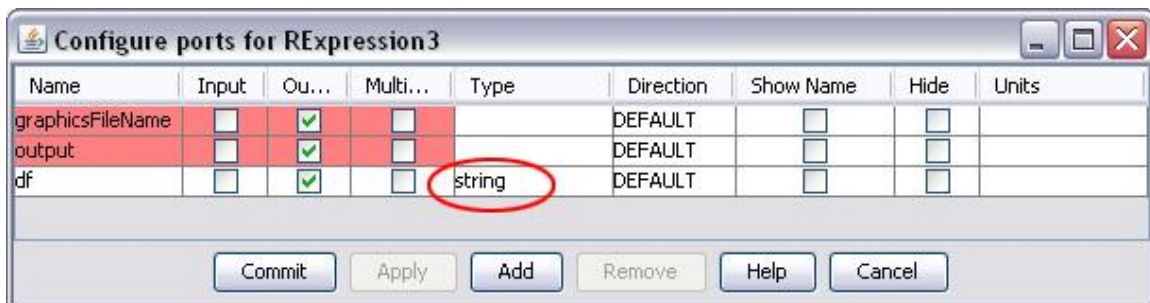 Configure ports for RExpression3
Name Input Ou... Multi... Type Direction Show Name Hide Units
graphicsFileName DEFAULT
output DEFAULT
df string DEFAULT
Commit Apply Add Remove Help Cancel